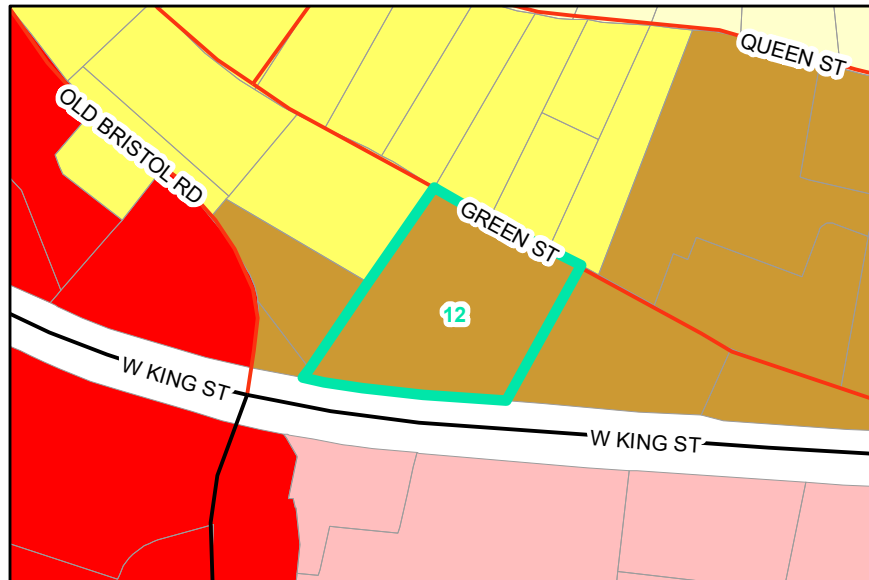 QUEEN ST
OLD BRISTOL RD
GREEN ST
12
W KING ST
W KING ST